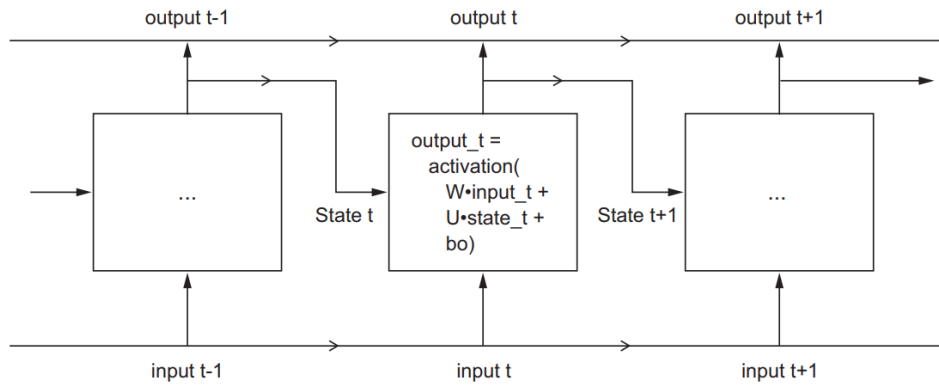 output t-1
output t
output t+1
...
output_t =
activation(
W•input_t +
U•state_t +
bo)
...
State t
State t+1
input t-1
input t
input t+1